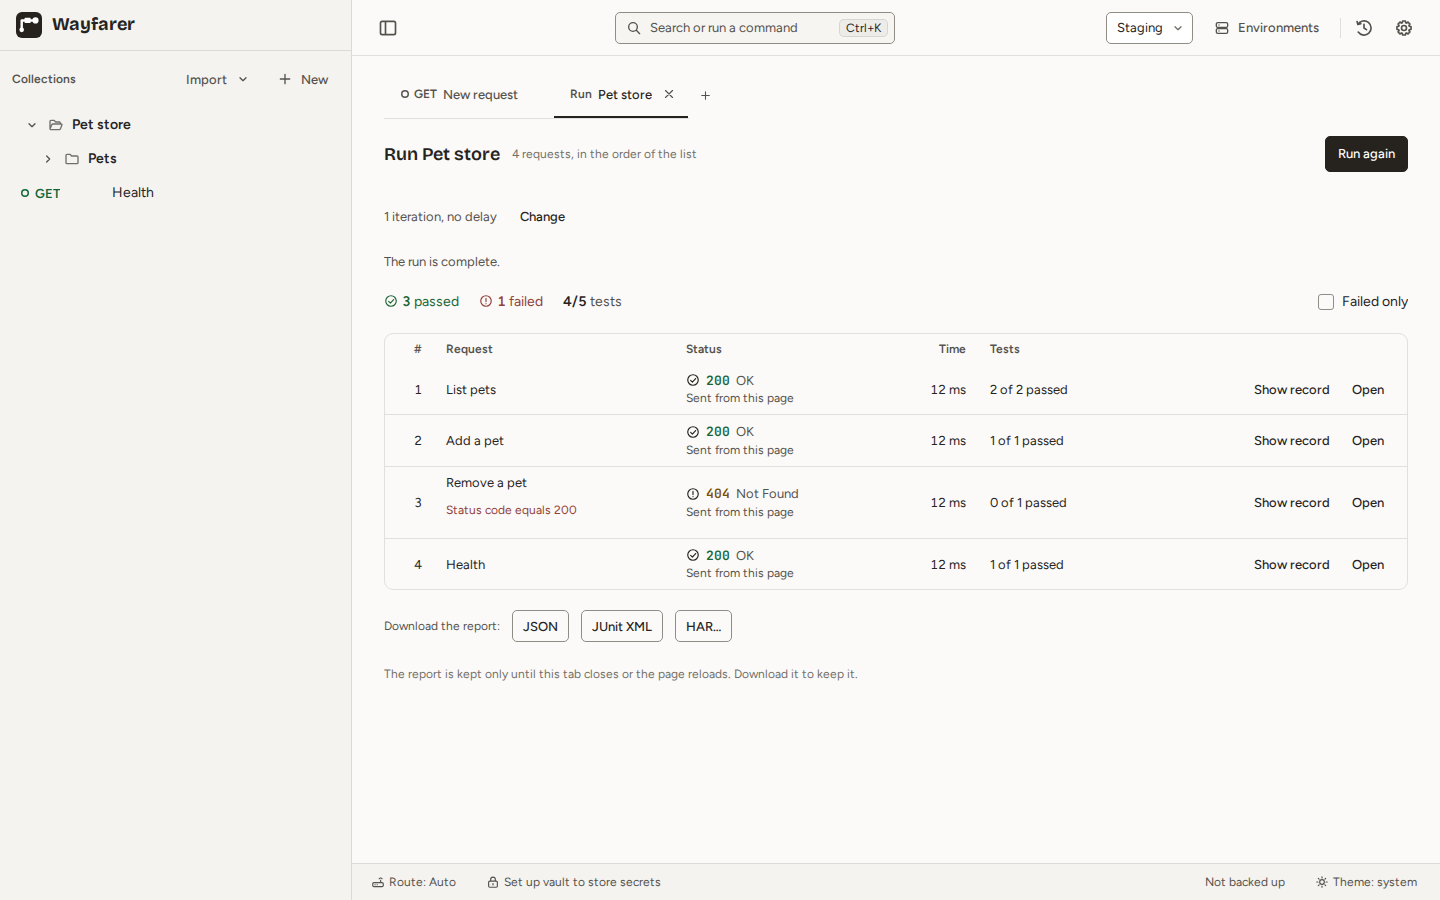 Wayfarer
Search or run a command Ctrl+K
Staging
Environments
Collections Import New
Pet store
Pets
GET Health
GET New request
Run Pet store
Run Pet store 4 requests, in the order of the list
Run again
1 iteration, no delay Change
The run is complete.
3 passed 1 failed 4/5 tests
Failed only
# Request Status Time Tests
1 List pets 200 OK 12 ms 2 of 2 passed Show record Open
Sent from this page
2 Add a pet 200 OK 12 ms 1 of 1 passed Show record Open
Sent from this page
3 Remove a pet 404 Not Found 12 ms 0 of 1 passed Show record Open
Status code equals 200 Sent from this page
4 Health 200 OK 12 ms 1 of 1 passed Show record Open
Sent from this page
Download the report: JSON JUnit XML HAR...
The report is kept only until this tab closes or the page reloads. Download it to keep it.
Route: Auto Set up vault to store secrets Not backed up Theme: system